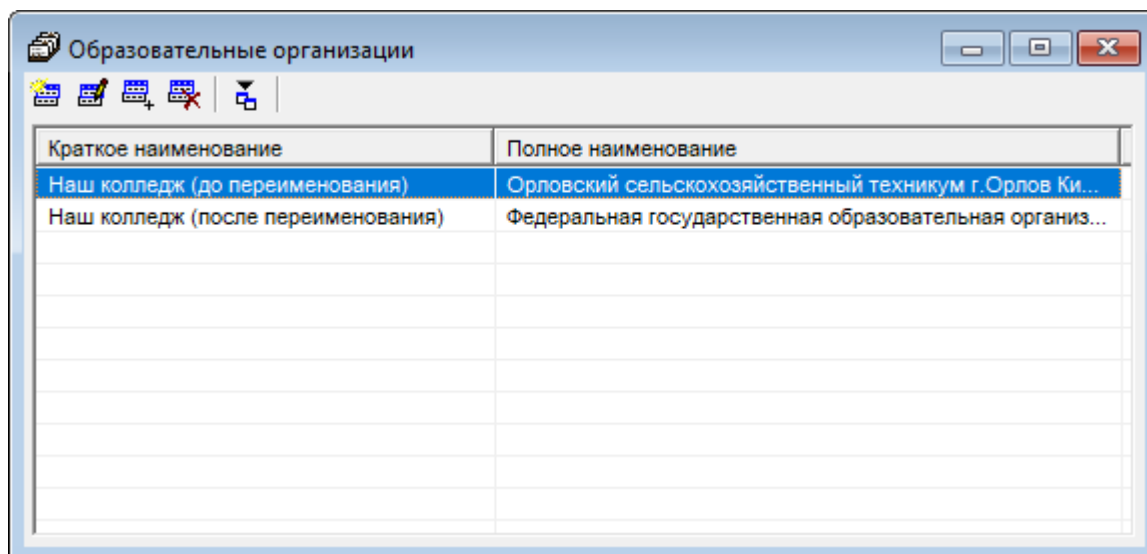 Образовательные организации
Краткое наименование Полное наименование
Наш колледж (до переименования) Орловский сельскохозяйственный техникум г.Орлов Ки...
Наш колледж (после переименования) Федеральная государственная образовательная организ...